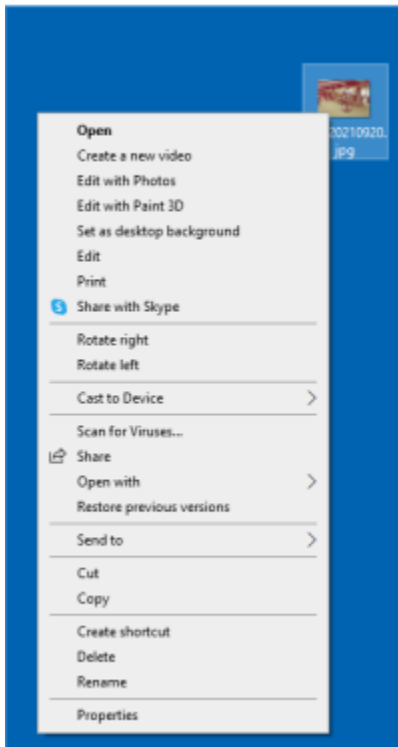 20210920.
jpg
Open
Create a new video
Edit with Photos
Edit with Paint 3D
Set as desktop background
Edit
Print
Share with Skype
Rotate right
Rotate left
Cast to Device
Scan for Viruses...
Share
Open with
Restore previous versions
Send to
Cut
Copy
Create shortcut
Delete
Rename
Properties